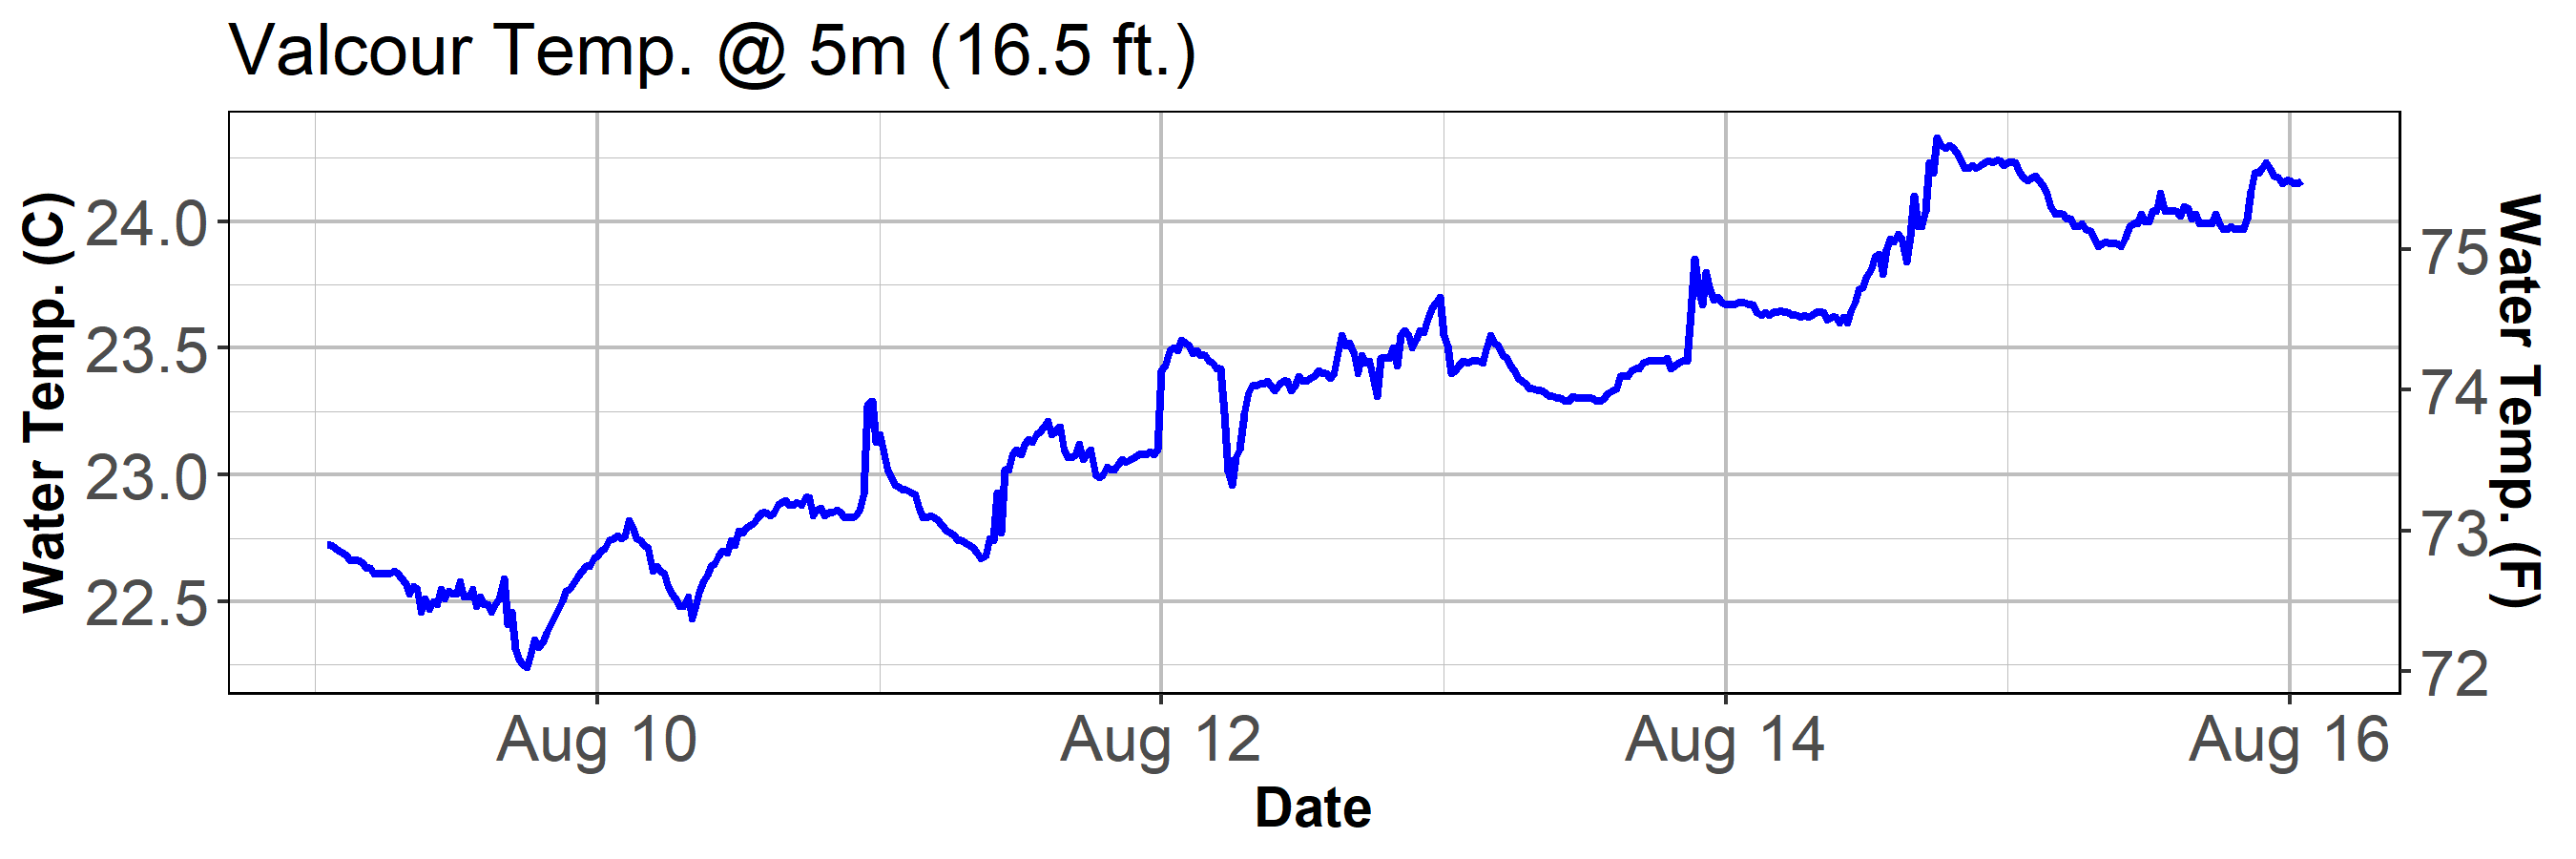 Valcour Temp. @ 5m (16.5 ft.)
Water Temp. (C)
24.0
23.5
23.0
22.5
Water Temp. (F)
75
74
73
72
Aug 10 Aug 12 Aug 14 Aug 16
Date